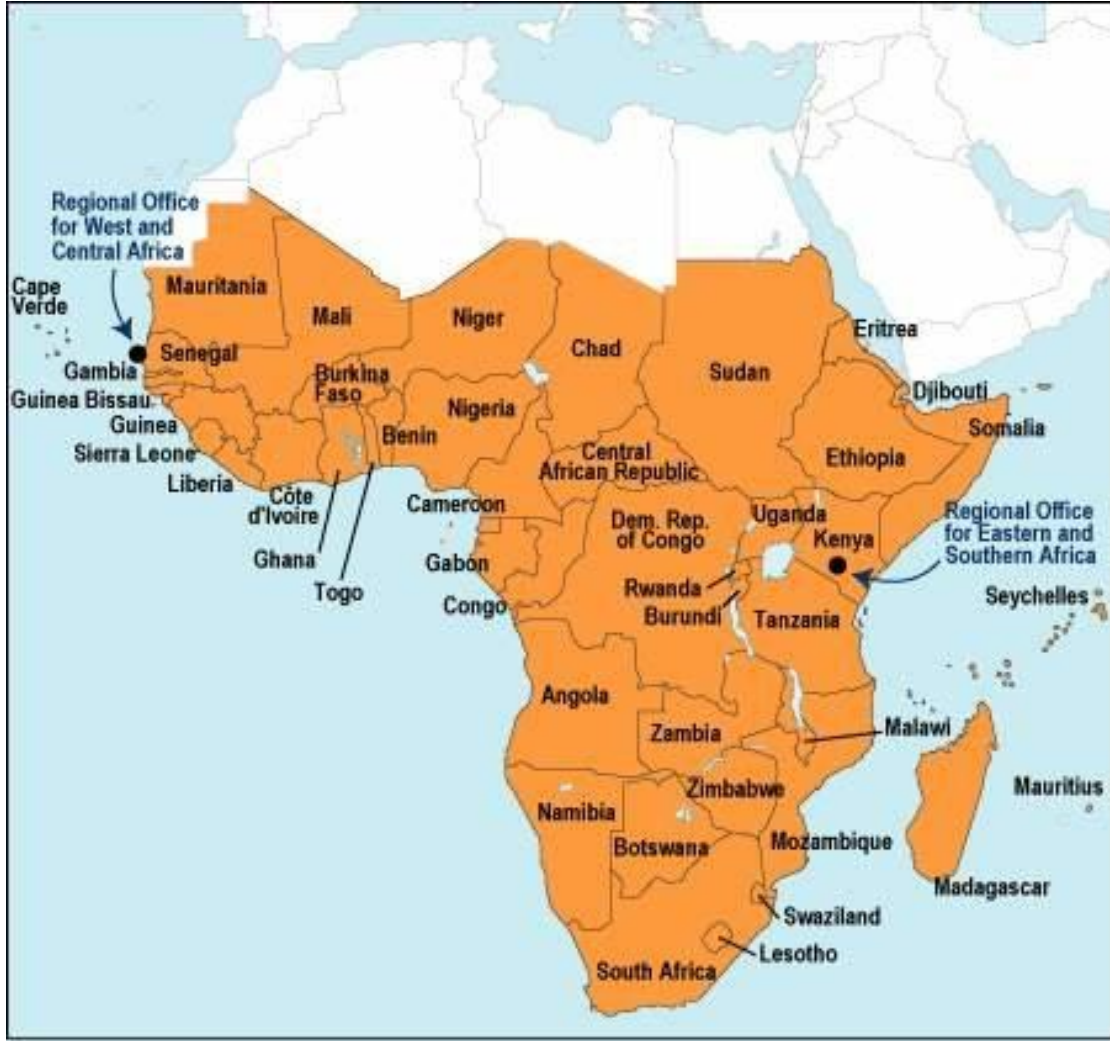 Regional Office
for West and
Central Africa
Cape
Verde
Mauritania
Mali
Niger
Chad
Sudan
Eritrea
Senegal
Gambia
Burkina
Faso
Djibouti
Guinea Bissau
Nigeria
Guinea
Benin
Somalia
Sierra Leone
Central
African Republic
Ethiopia
Liberia
Côte
d'Ivoire
Cameroon
Uganda
Regional Office
for Eastern and
Southern Africa
Dem. Rep.
of Congo
Kenya
Ghana
Gabon
Togo
Rwanda
Congo
Burundi
Tanzania
Seychelles
Angola
Zambia
Malawi
Zimbabwe
Mauritius
Namibia
Botswana
Mozambique
Madagascar
Swaziland
Lesotho
South Africa